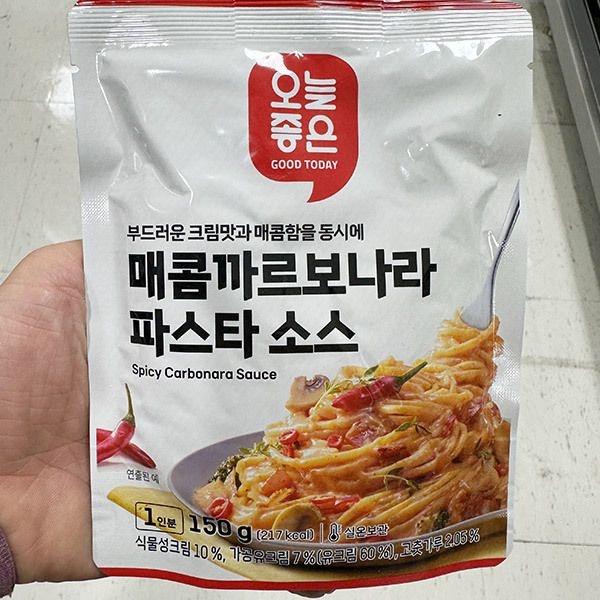 오늘
좋은
GOOD TODAY
부드러운 크림맛과 매콤함을 동시에
매콤까르보나라
파스타 소스
Spicy Carbonara Sauce
연출된 예
1인분 150 g (217 kcal) 실온보관
식물성크림 10 %, 가공유크림 7 % (유크림 60 %), 고춧가루 2.05 %